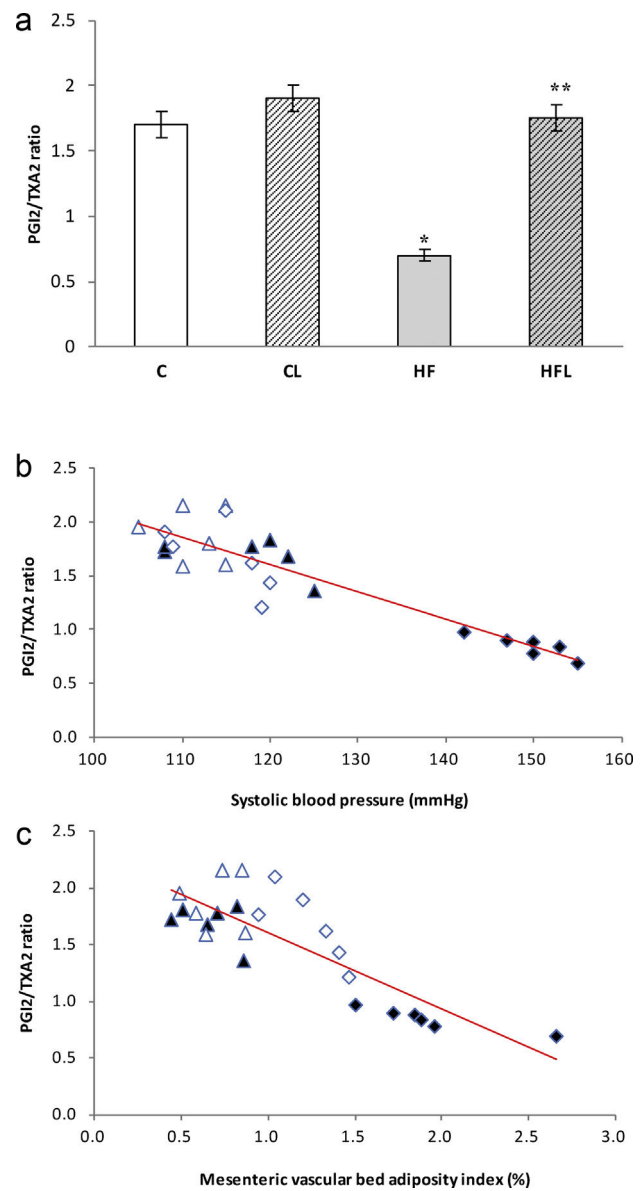 a
2.5
2
1.5
1
0.5
0
PGI2/TXA2 ratio
*
**
C CL HF HFL
b
2.5
2.0
1.5
1.0
0.5
0.0
PGI2/TXA2 ratio
100 110 120 130 140 150 160
Systolic blood pressure (mmHg)
c
2.5
2.0
1.5
1.0
0.5
0.0
PGI2/TXA2 ratio
0.0 0.5 1.0 1.5 2.0 2.5 3.0
Mesenteric vascular bed adiposity index (%)